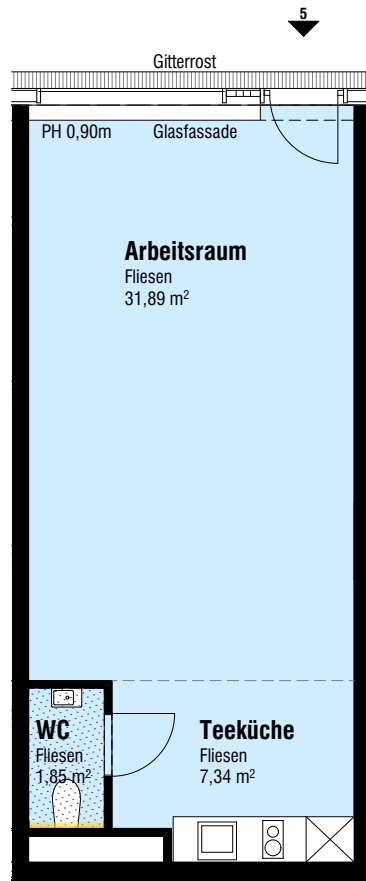 5
Gitterrost
PH 0,90m Glasfassade
Arbeitsraum
Fliesen
31,89 m²
WC
Fliesen
1,85 m²
Teeküche
Fliesen
7,34 m²